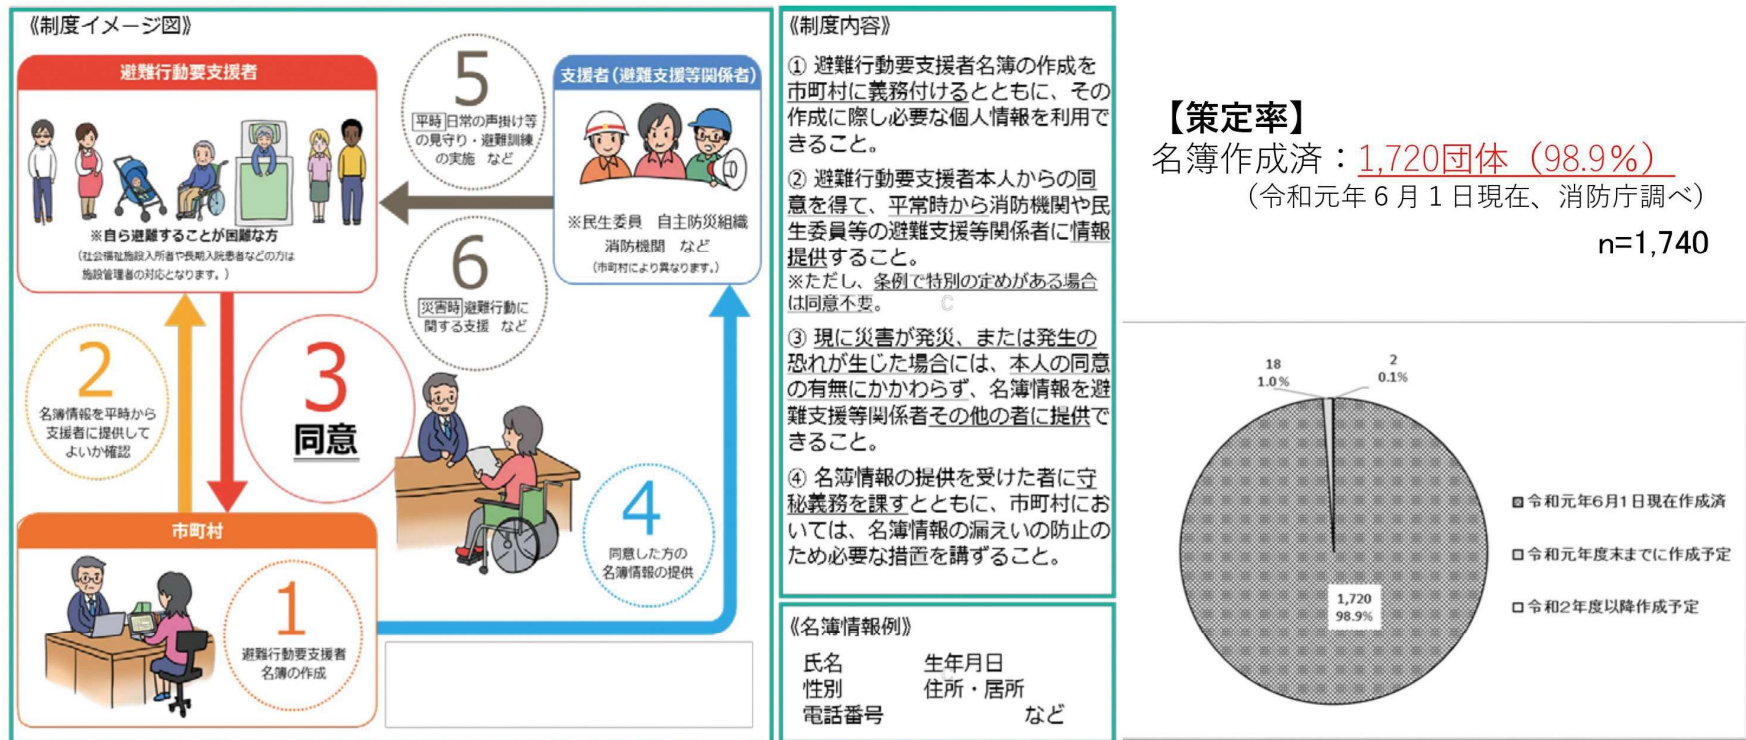 《制度イメージ図》
避難行動要支援者
※自ら避難することが困難な方
(社会福祉施設入所者や長期入院患者などの方は
施設管理者の対応となります。)
5
平時 日常の声掛け等
の見守り・避難訓練
の実施 など
支援者(避難支援等関係者)
※民生委員 自主防災組織
消防機関 など
(市町村により異なります。)
6
災害時 避難行動に
関する支援 など
2
名簿情報を平時から
支援者に提供して
よいか確認
3
同意
4
同意した方の
名簿情報の提供
市町村
1
避難行動要支援者
名簿の作成
《制度内容》
① 避難行動要支援者名簿の作成を
市町村に義務付けるとともに、その
作成に際し必要な個人情報を利用で
きること。
② 避難行動要支援者本人からの同
意を得て、平常時から消防機関や民
生委員等の避難支援等関係者に情報
提供すること。
※ただし、条例で特別の定めがある場合
は同意不要。
③ 現に災害が発災、または発生の
恐れが生じた場合には、本人の同意
の有無にかかわらず、名簿情報を避
難支援等関係者その他の者に提供で
きること。
④ 名簿情報の提供を受けた者に守
秘義務を課すとともに、市町村にお
いては、名簿情報の漏えいの防止の
ため必要な措置を講ずること。
《名簿情報例》
氏名 生年月日
性別 住所・居所
電話番号 など
【策定率】
名簿作成済:1,720団体(98.9%)
(令和元年6月1日現在、消防庁調べ)
n=1,740
18
1.0%
2
0.1%
1,720
98.9%
令和元年6月1日現在作成済
令和元年度末までに作成予定
令和2年度以降作成予定